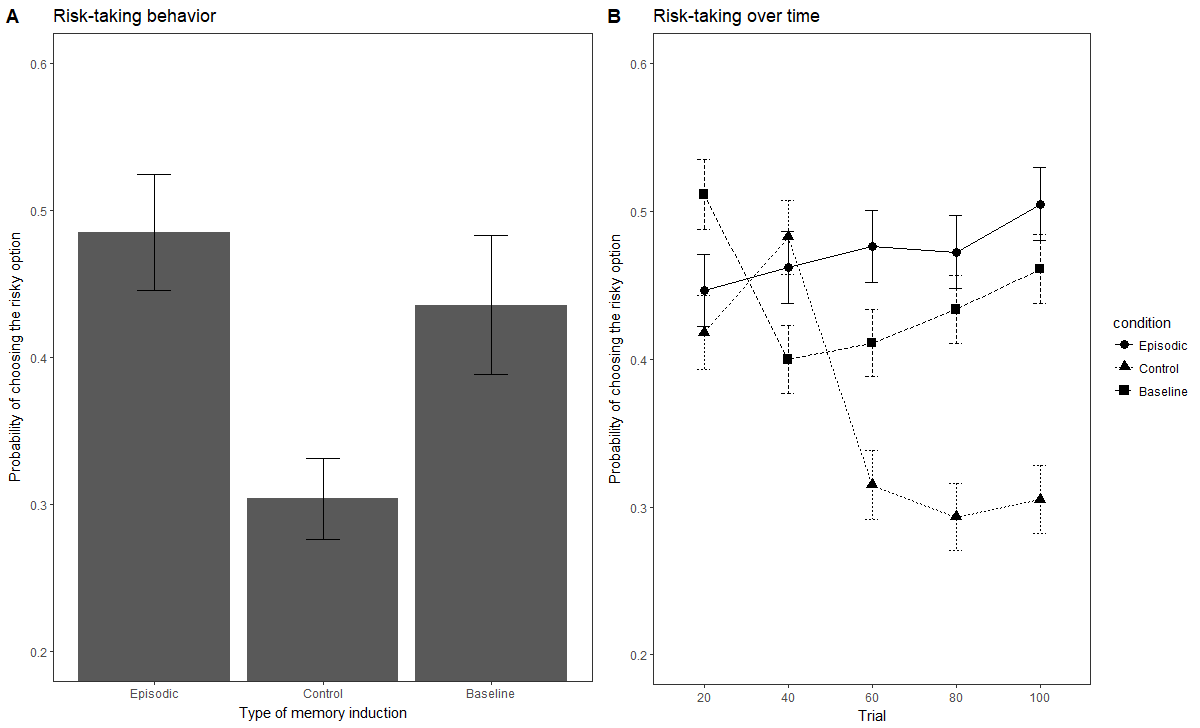 A Risk-taking behavior
Probability of choosing the risky option
0.6
0.5
0.4
0.3
0.2
Episodic Control Baseline
Type of memory induction
B Risk-taking over time
Probability of choosing the risky option
0.6
0.5
0.4
0.3
0.2
20 40 60 80 100
Trial
condition
Episodic
Control
Baseline